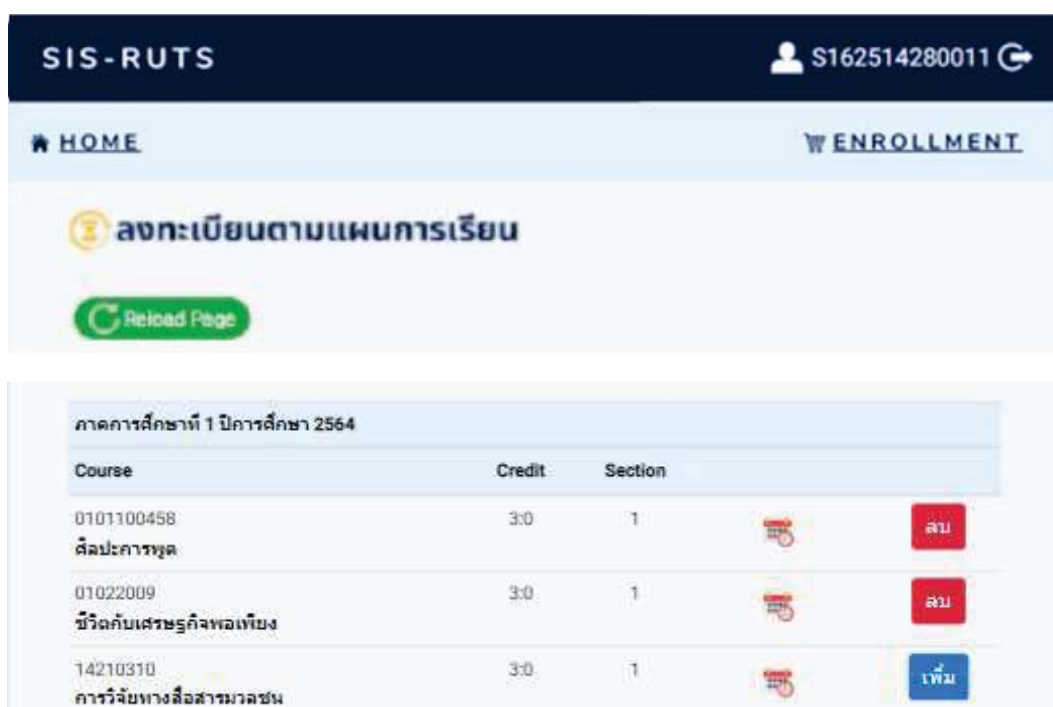 SIS-RUTS
S162514280011
HOME
ENROLLMENT
ลงทะเบียนตามแผนการเรียน
Reload Page
ภาคการศึกษาที่ 1 ปีการศึกษา 2564
Course Credit Section
0101100458 3:0 1 ลบ
ศิลปะการพูด
01022009 3:0 1 ลบ
ชีวิตกับเศรษฐกิจพอเพียง
14210310 3:0 1 เพิ่ม
การวิจัยทางสื่อสารมวลชน